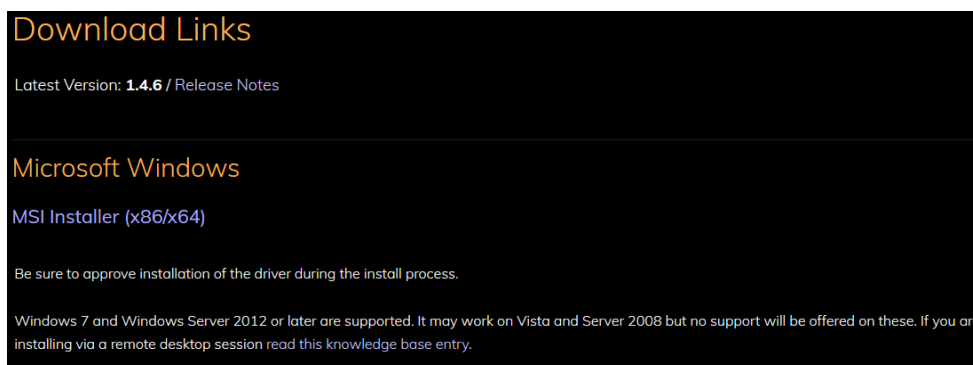 Download Links
Latest Version: 1.4.6 / Release Notes
Microsoft Windows
MSI Installer (x86/x64)
Be sure to approve installation of the driver during the install process.
Windows 7 and Windows Server 2012 or later are supported. It may work on Vista and Server 2008 but no support will be offered on these. If you ar
installing via a remote desktop session read this knowledge base entry.